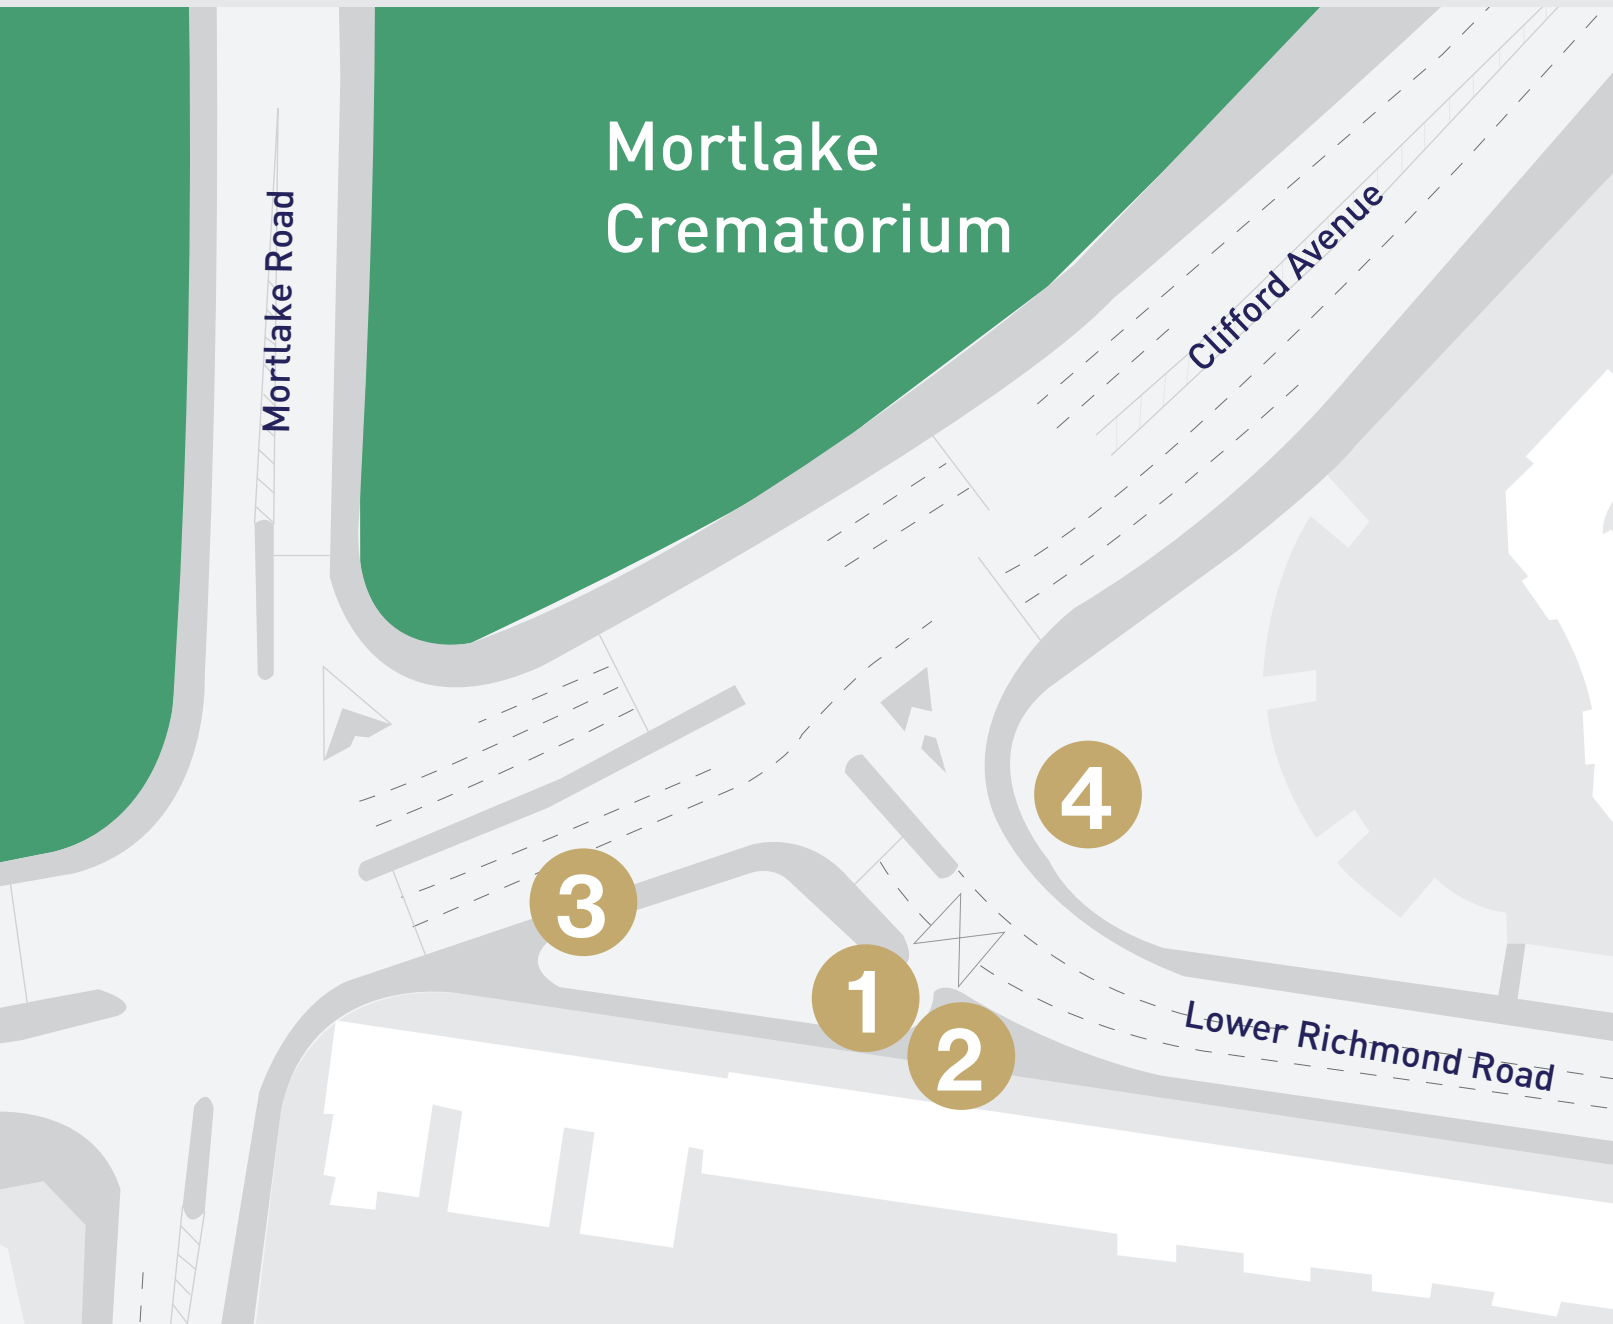 Mortlake
Crematorium
Mortlake Road
Clifford Avenue
4
3
1
2
Lower Richmond Road